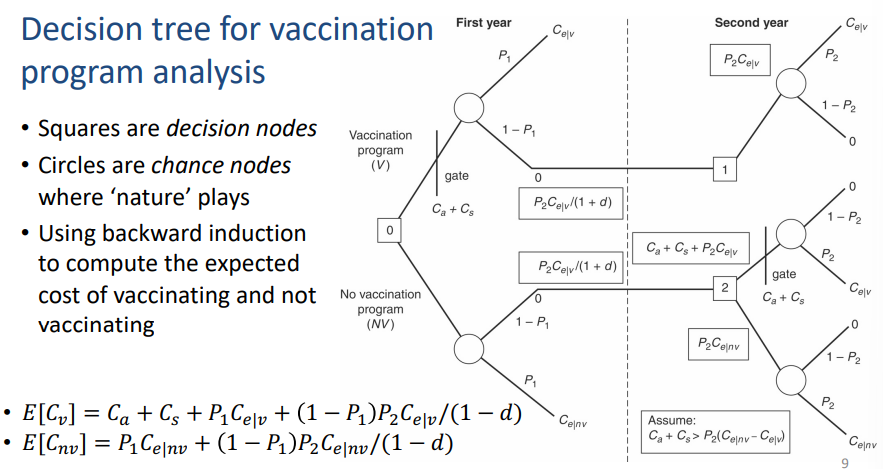 Decision tree for vaccination
program analysis
• Squares are decision nodes
• Circles are chance nodes
where ‘nature’ plays
• Using backward induction
to compute the expected
cost of vaccinating and not
vaccinating
• E[C_v] = C_a + C_s + P_1C_{e|v} + (1 − P_1)P_2C_{e|v}/(1 − d)
• E[C_{nv}] = P_1C_{e|nv} + (1 − P_1)P_2C_{e|nv}/(1 − d)
First year
Second year
C_{e|v}
P_1
1 − P_1
Vaccination
program
(V)
gate
C_a + C_s
0
0
P_2C_{e|v}/(1 + d)
P_2C_{e|v}/(1 + d)
0
No vaccination
program
(NV)
1 − P_1
P_1
C_{e|nv}
C_{e|v}
P_2
P_2C_{e|v}
1 − P_2
0
1
0
1 − P_2
C_a + C_s + P_2C_{e|v}
P_2
gate
C_{e|v}
C_a + C_s
2
0
P_2C_{e|nv}
1 − P_2
P_2
C_{e|nv}
Assume:
C_a + C_s > P_2(C_{e|nv} − C_{e|v})
9